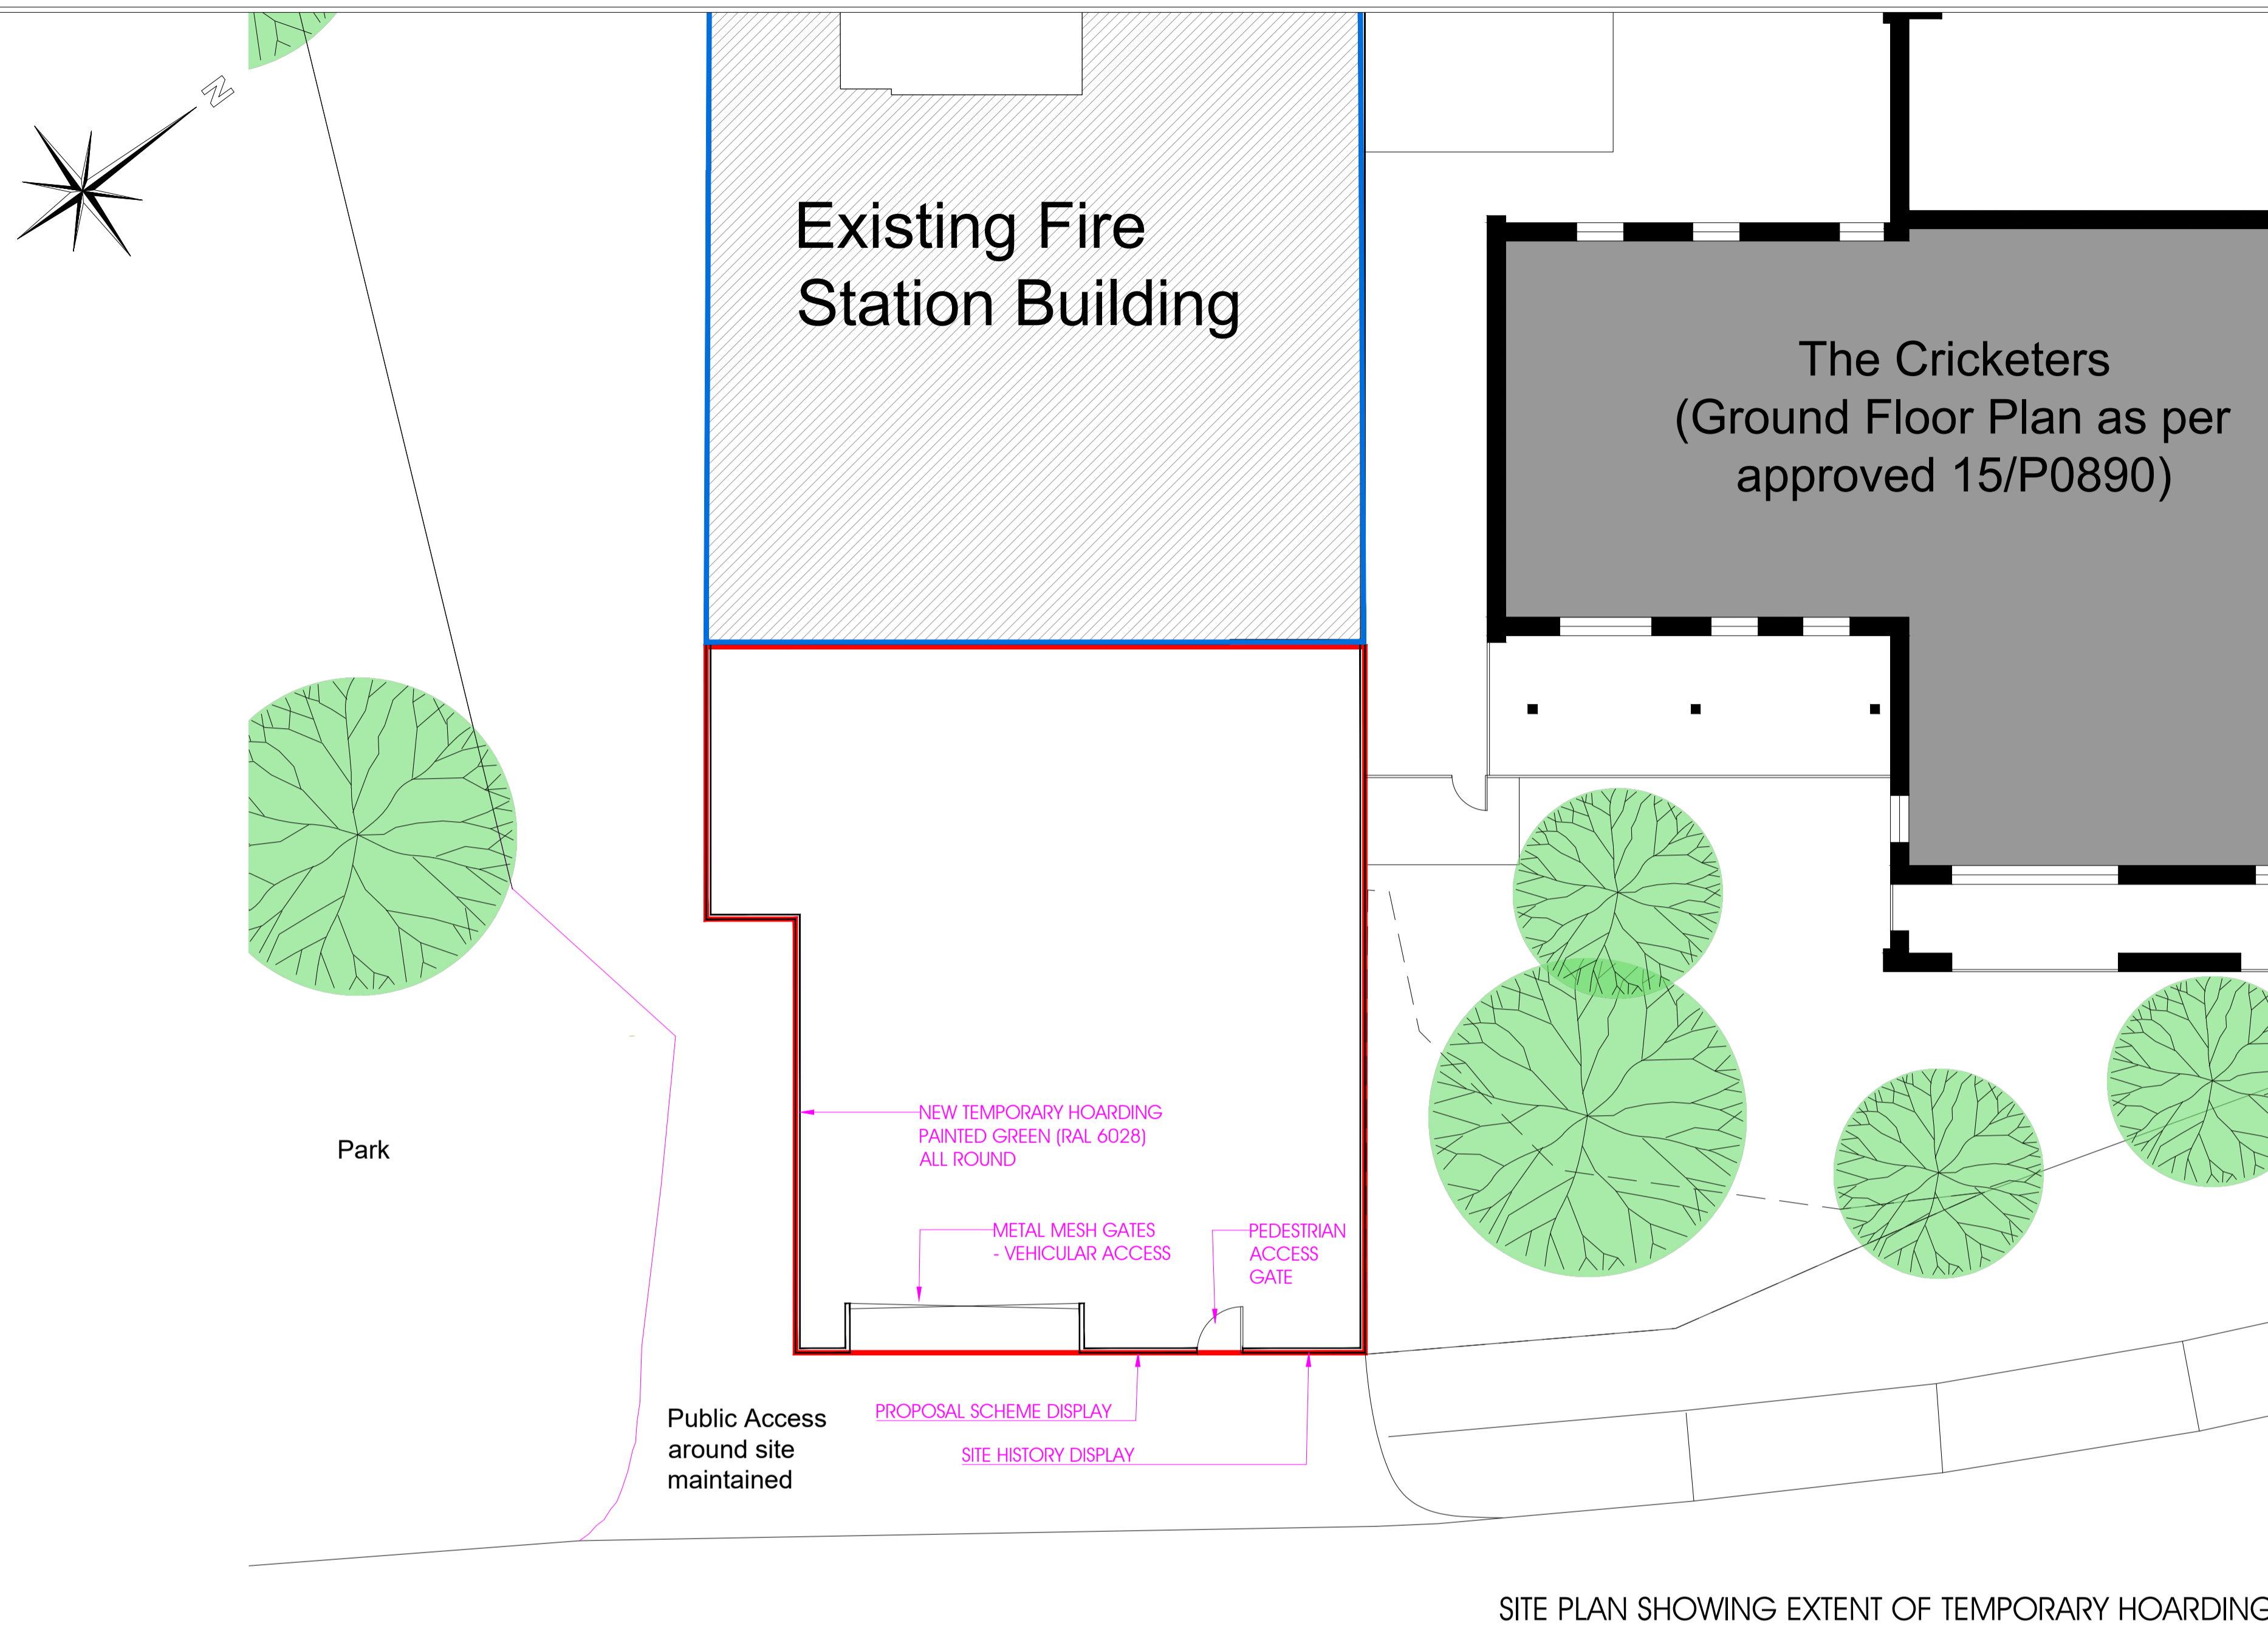 N
Existing Fire
Station Building
The Cricketers
(Ground Floor Plan as per
approved 15/P0890)
Park
NEW TEMPORARY HOARDING
PAINTED GREEN (RAL 6028)
ALL ROUND
METAL MESH GATES
- VEHICULAR ACCESS
PEDESTRIAN
ACCESS
GATE
PROPOSAL SCHEME DISPLAY
SITE HISTORY DISPLAY
Public Access
around site
maintained
SITE PLAN SHOWING EXTENT OF TEMPORARY HOARDING